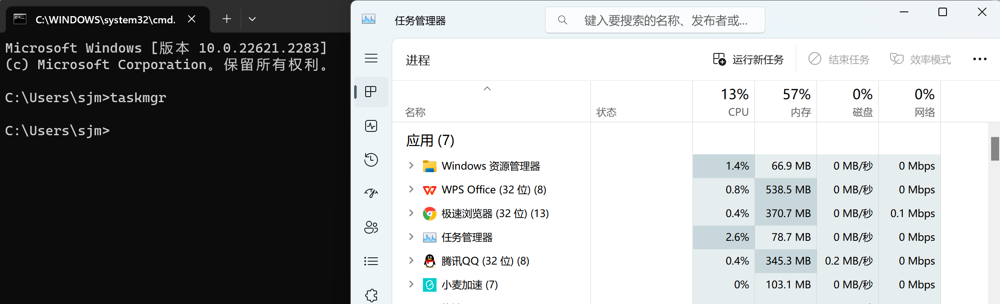 C:\WINDOWS\system32\cmd.
Microsoft Windows [版本 10.0.22621.2283]
(c) Microsoft Corporation。保留所有权利。
C:\Users\sjm>taskmgr
C:\Users\sjm>
任务管理器
键入要搜索的名称、发布者或...
进程
运行新任务
结束任务
效率模式
13% 57% 0% 0%
名称 状态 CPU 内存 磁盘 网络
应用 (7)
Windows 资源管理器 1.4% 66.9 MB 0 MB/秒 0 Mbps
WPS Office (32 位) (8) 0.8% 538.5 MB 0 MB/秒 0 Mbps
极速浏览器 (32 位) (13) 0.4% 370.7 MB 0 MB/秒 0.1 Mbps
任务管理器 2.6% 78.7 MB 0 MB/秒 0 Mbps
腾讯QQ (32 位) (8) 0.4% 345.3 MB 0.2 MB/秒 0 Mbps
小麦加速 (7) 0% 103.1 MB 0 MB/秒 0 Mbps